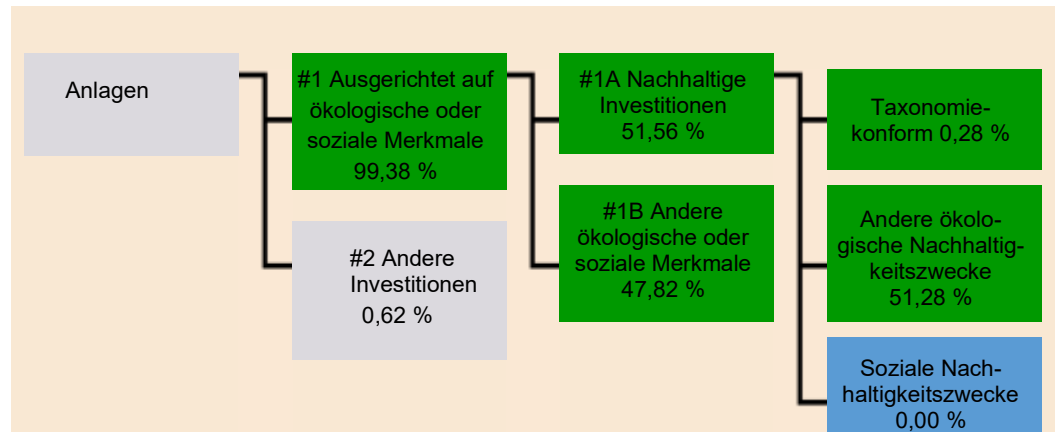 Anlagen
#1 Ausgerichtet auf
ökologische oder
soziale Merkmale
99,38 %
#2 Andere
Investitionen
0,62 %
#1A Nachhaltige
Investitionen
51,56 %
#1B Andere
ökologische oder
soziale Merkmale
47,82 %
Taxonomie-
konform 0,28 %
Andere ökolo-
gische Nachhaltig-
keitszwecke
51,28 %
Soziale Nach-
haltigkeitszwecke
0,00 %